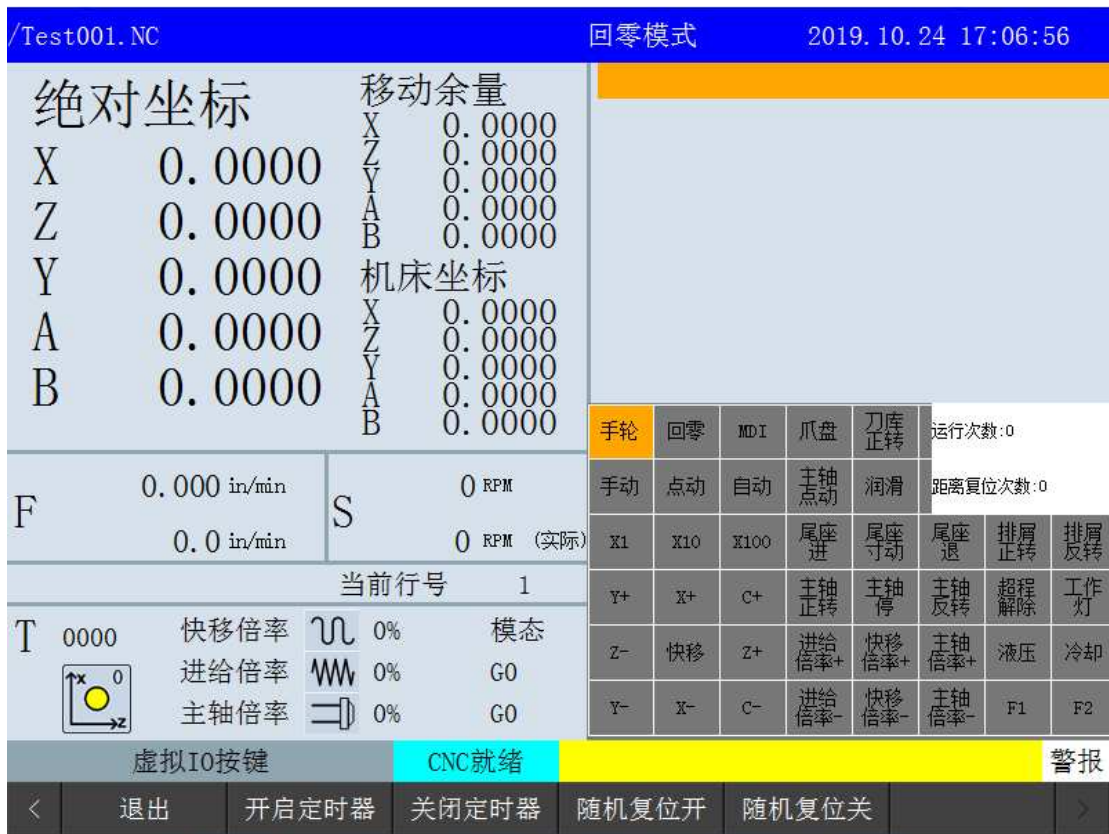 /Test001.NC 回零模式 2019.10.24 17:06:56
绝对坐标
X 0.0000
Z 0.0000
Y 0.0000
A 0.0000
B 0.0000
移动余量
X 0.0000
Z 0.0000
Y 0.0000
A 0.0000
B 0.0000
机床坐标
X 0.0000
Z 0.0000
Y 0.0000
A 0.0000
B 0.0000
F 0.000 in/min
0.0 in/min
S 0 RPM
0 RPM (实际)
当前行号 1
T 0000 快移倍率 0% 模态
进给倍率 0% G0
主轴倍率 0% G0
X 0
Z
手轮 回零 MDI 爪盘 刀库正转 运行次数:0
手动 点动 自动 主轴点动 润滑 距离复位次数:0
X1 X10 X100 尾座进 尾座寸动 尾座退 排屑正转 排屑反转
Y+ X+ C+ 主轴正转 主轴停 主轴反转 超程解除 工作灯
Z- 快移 Z+ 进给倍率+ 快移倍率+ 主轴倍率+ 液压 冷却
Y- X- C- 进给倍率- 快移倍率- 主轴倍率- F1 F2
虚拟IO按键 CNC就绪 警报
< 退出 开启定时器 关闭定时器 随机复位开 随机复位关 >